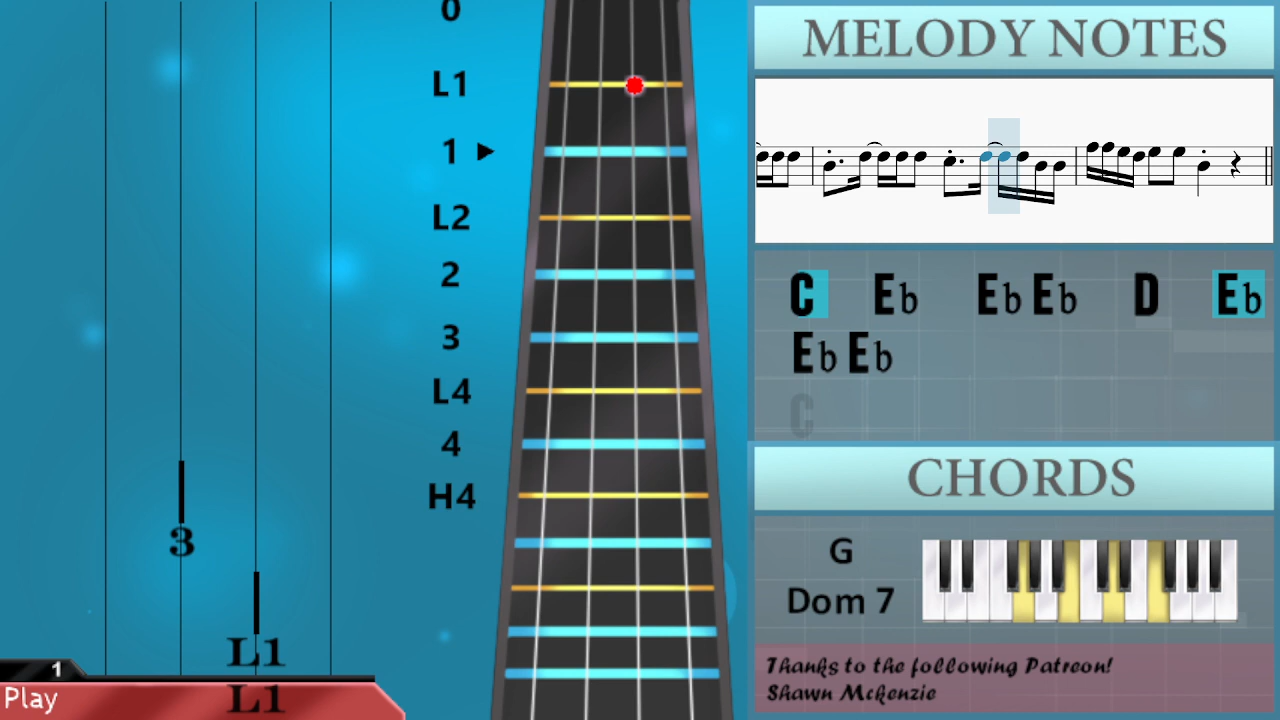 0
L1
1
L2
2
3
L4
4
H4
3
L1
1
Play
L1
MELODY NOTES
C Eb Eb Eb D Eb
Eb Eb
C
CHORDS
G
Dom 7
Thanks to the following Patreon!
Shawn Mckenzie